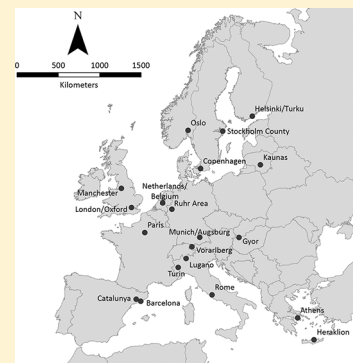 N
0 500 1000 1500
Kilometers
Helsinki/Turku
Oslo
Stockholm County
Copenhagen
Kaunas
Manchester
Netherlands/
Belgium
London/Oxford
Ruhr Area
Paris
Munich/Augsburg
Gyor
Vorarlberg
Lugano
Turin
Catalunya
Barcelona
Rome
Athens
Heraklion